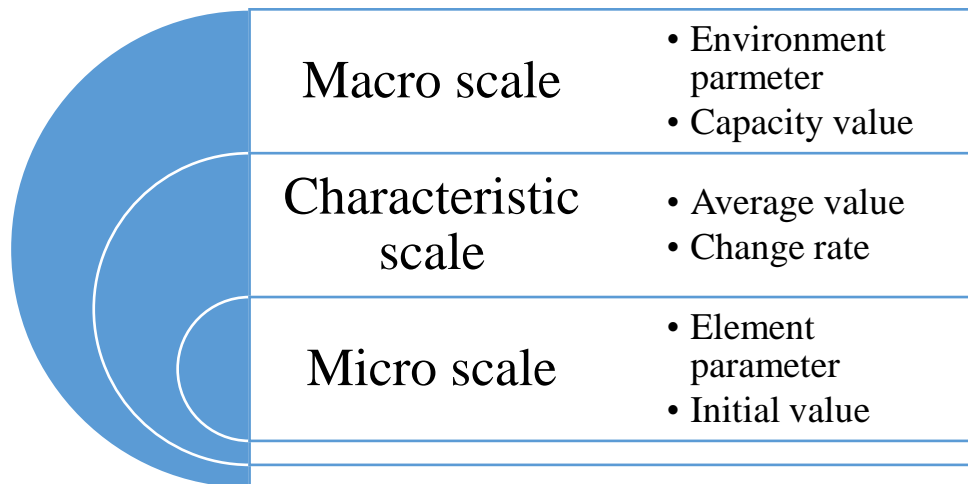 Macro scale
• Environment
parmeter
• Capacity value
Characteristic
scale
• Average value
• Change rate
Micro scale
• Element
parameter
• Initial value